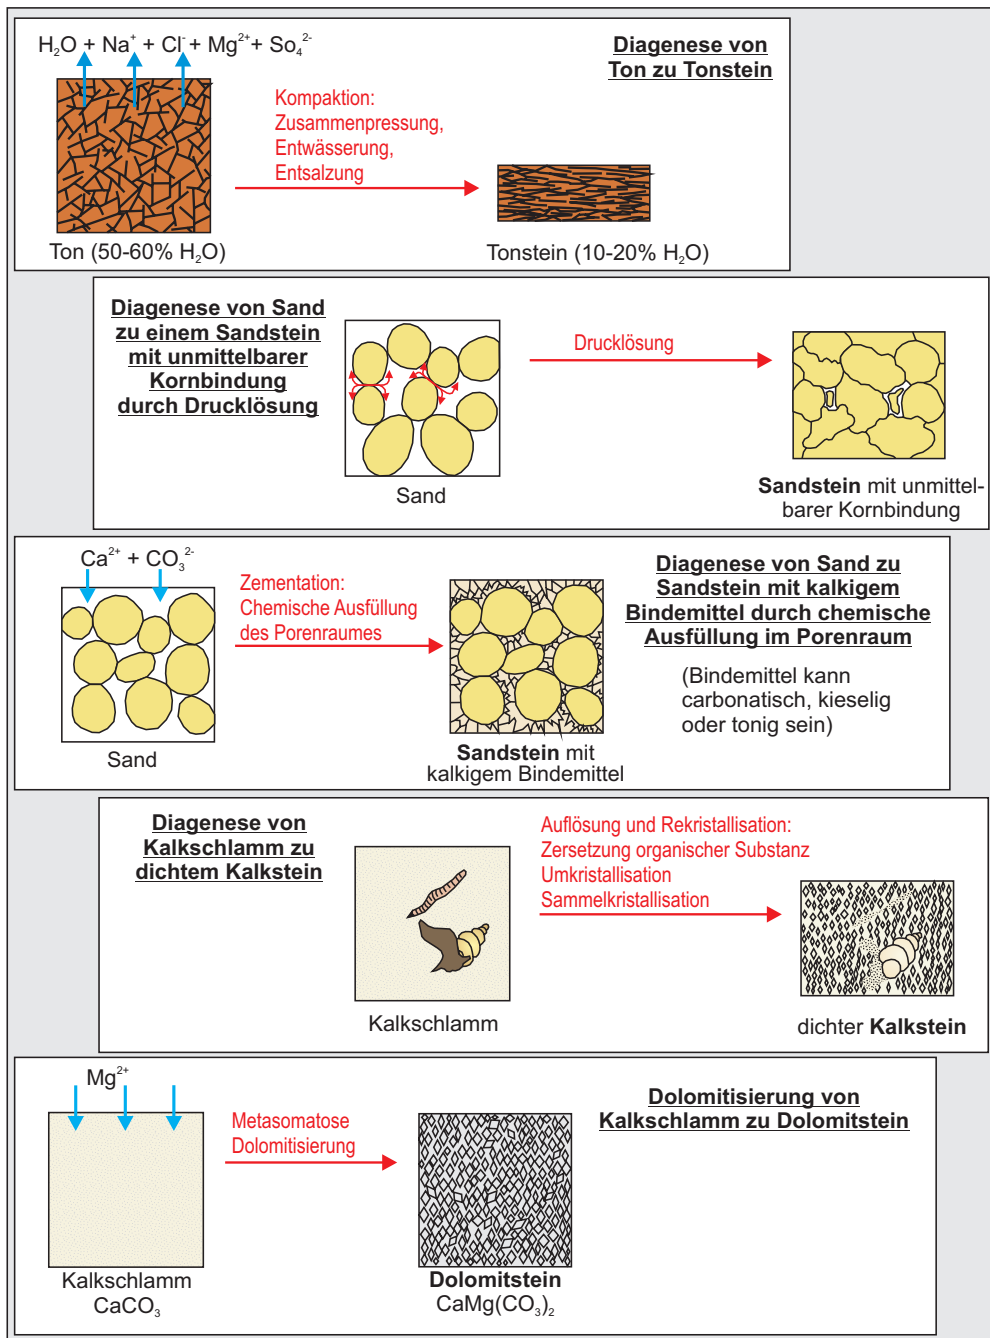 H₂O + Na⁺ + Cl⁻ + Mg²⁺ + So₄²⁻
Diagenese von
Ton zu Tonstein
Kompaktion:
Zusammenpressung,
Entwässerung,
Entsalzung
Ton (50-60% H₂O)
Tonstein (10-20% H₂O)
Diagenese von Sand
zu einem Sandstein
mit unmittelbarer
Kornbindung
durch Drucklösung
Drucklösung
Sand
Sandstein mit unmittel-
barer Kornbindung
Ca²⁺ + CO₃²⁻
Zementation:
Chemische Ausfüllung
des Porenraumes
Diagenese von Sand zu
Sandstein mit kalkigem
Bindemittel durch chemische
Ausfüllung im Porenraum
(Bindemittel kann
carbonatisch, kieselig
oder tonig sein)
Sand
Sandstein mit
kalkigem Bindemittel
Diagenese von
Kalkschlamm zu
dichtem Kalkstein
Auflösung und Rekristallisation:
Zersetzung organischer Substanz
Umkristallisation
Sammelkristallisation
Kalkschlamm
dichter Kalkstein
Mg²⁺
Metasomatose
Dolomitisierung
Dolomitisierung von
Kalkschlamm zu Dolomitstein
Kalkschlamm
CaCO₃
Dolomitstein
CaMg(CO₃)₂